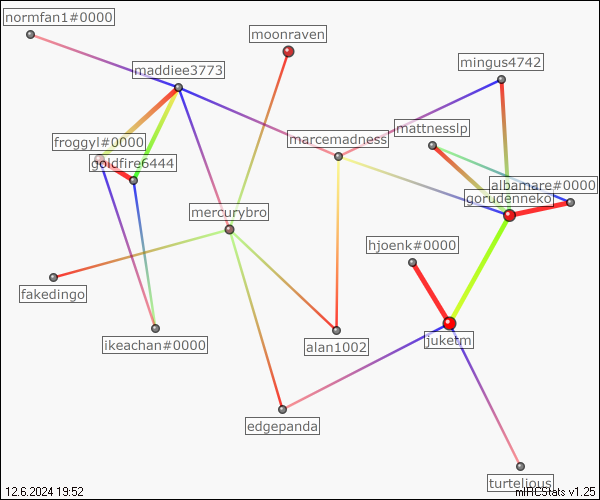 normfan1#0000
moonraven
mingus4742
maddiee3773
mattnesslp
froggyl#0000
marcemadness
goldfire6444
albamare#0000
gorudenneko
mercurybro
hjoenk#0000
fakedingo
ikeachan#0000
alan1002
juketm
edgepanda
turtelious
12.6.2024 19:52
mIRCStats v1.25